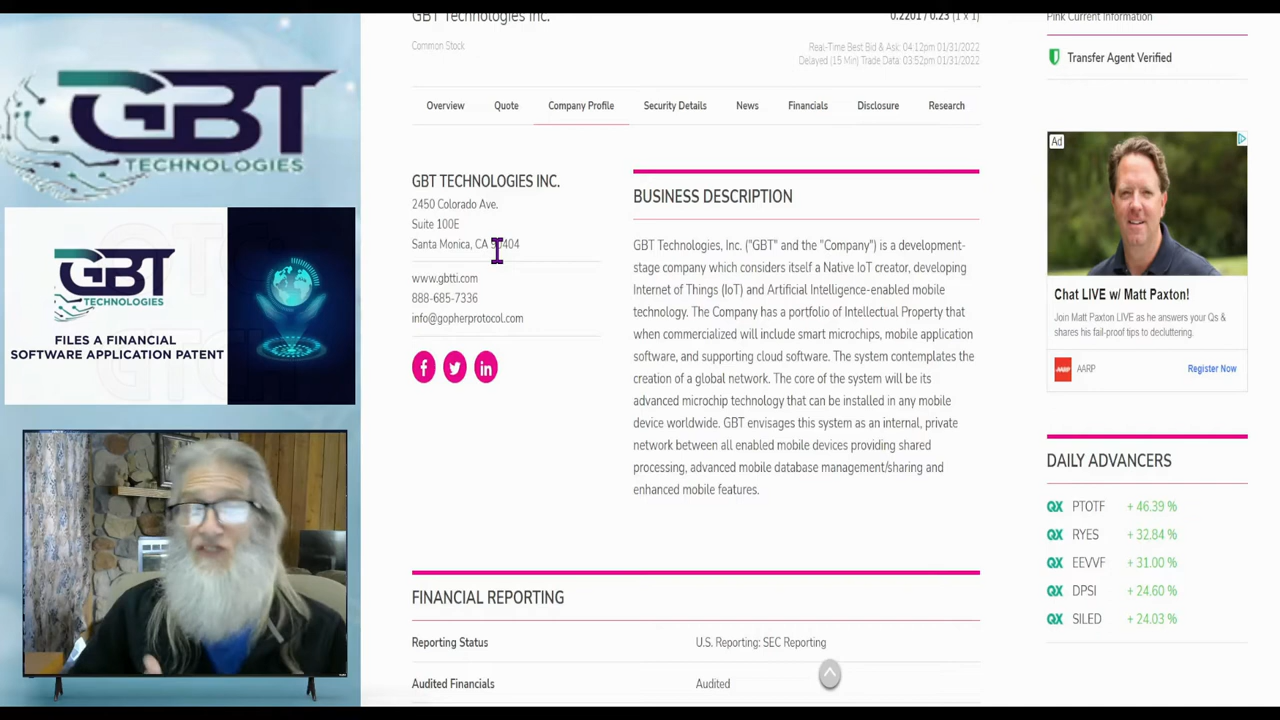 GBT
TECHNOLOGIES
GBT
TECHNOLOGIES
FILES A FINANCIAL
SOFTWARE APPLICATION PATENT
GBT Technologies Inc.
Common Stock
0.2201 / 0.23 (1 x 1)
Real-Time Best Bid & Ask: 04:12pm 01/31/2022
Delayed (15 Min) Trade Data: 03:52pm 01/31/2022
Overview Quote Company Profile Security Details News Financials Disclosure Research
GBT TECHNOLOGIES INC.
2450 Colorado Ave.
Suite 100E
Santa Monica, CA 90404
www.gbtti.com
888-685-7336
info@gopherprotocol.com
BUSINESS DESCRIPTION
GBT Technologies, Inc. ("GBT" and the "Company") is a development-
stage company which considers itself a Native IoT creator, developing
Internet of Things (IoT) and Artificial Intelligence-enabled mobile
technology. The Company has a portfolio of Intellectual Property that
when commercialized will include smart microchips, mobile application
software, and supporting cloud software. The system contemplates the
creation of a global network. The core of the system will be its
advanced microchip technology that can be installed in any mobile
device worldwide. GBT envisages this system as an internal, private
network between all enabled mobile devices providing shared
processing, advanced mobile database management/sharing and
enhanced mobile features.
FINANCIAL REPORTING
Reporting Status U.S. Reporting: SEC Reporting
Audited Financials Audited
Pink Current Information
Transfer Agent Verified
Ad
Chat LIVE w/ Matt Paxton!
Join Matt Paxton LIVE as he answers your Qs &
shares his fail-proof tips to decluttering.
AARP Register Now
DAILY ADVANCERS
QX PTOTF + 46.39 %
QX RYES + 32.84 %
QX EEVVF + 31.00 %
QX DPSI + 24.60 %
QX SILED + 24.03 %